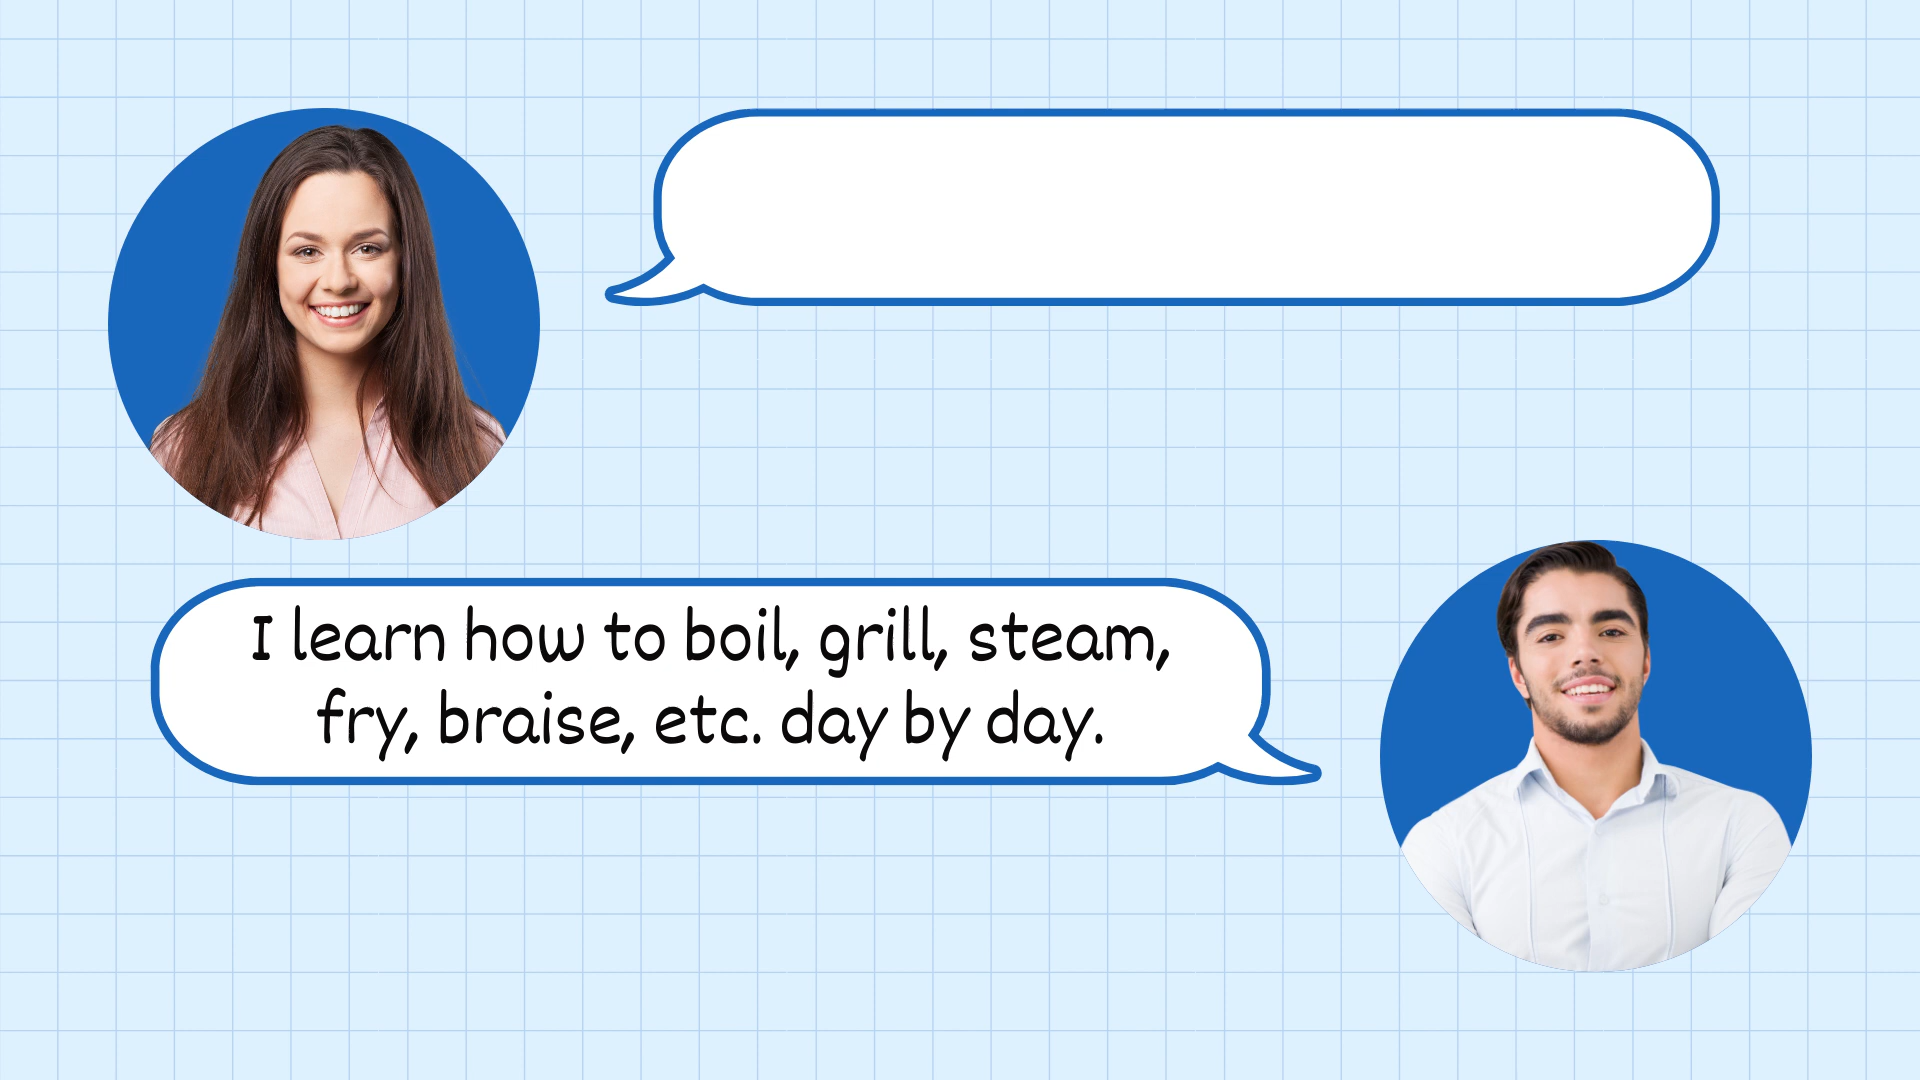 I learn how to boil, grill, steam,
fry, braise, etc. day by day.